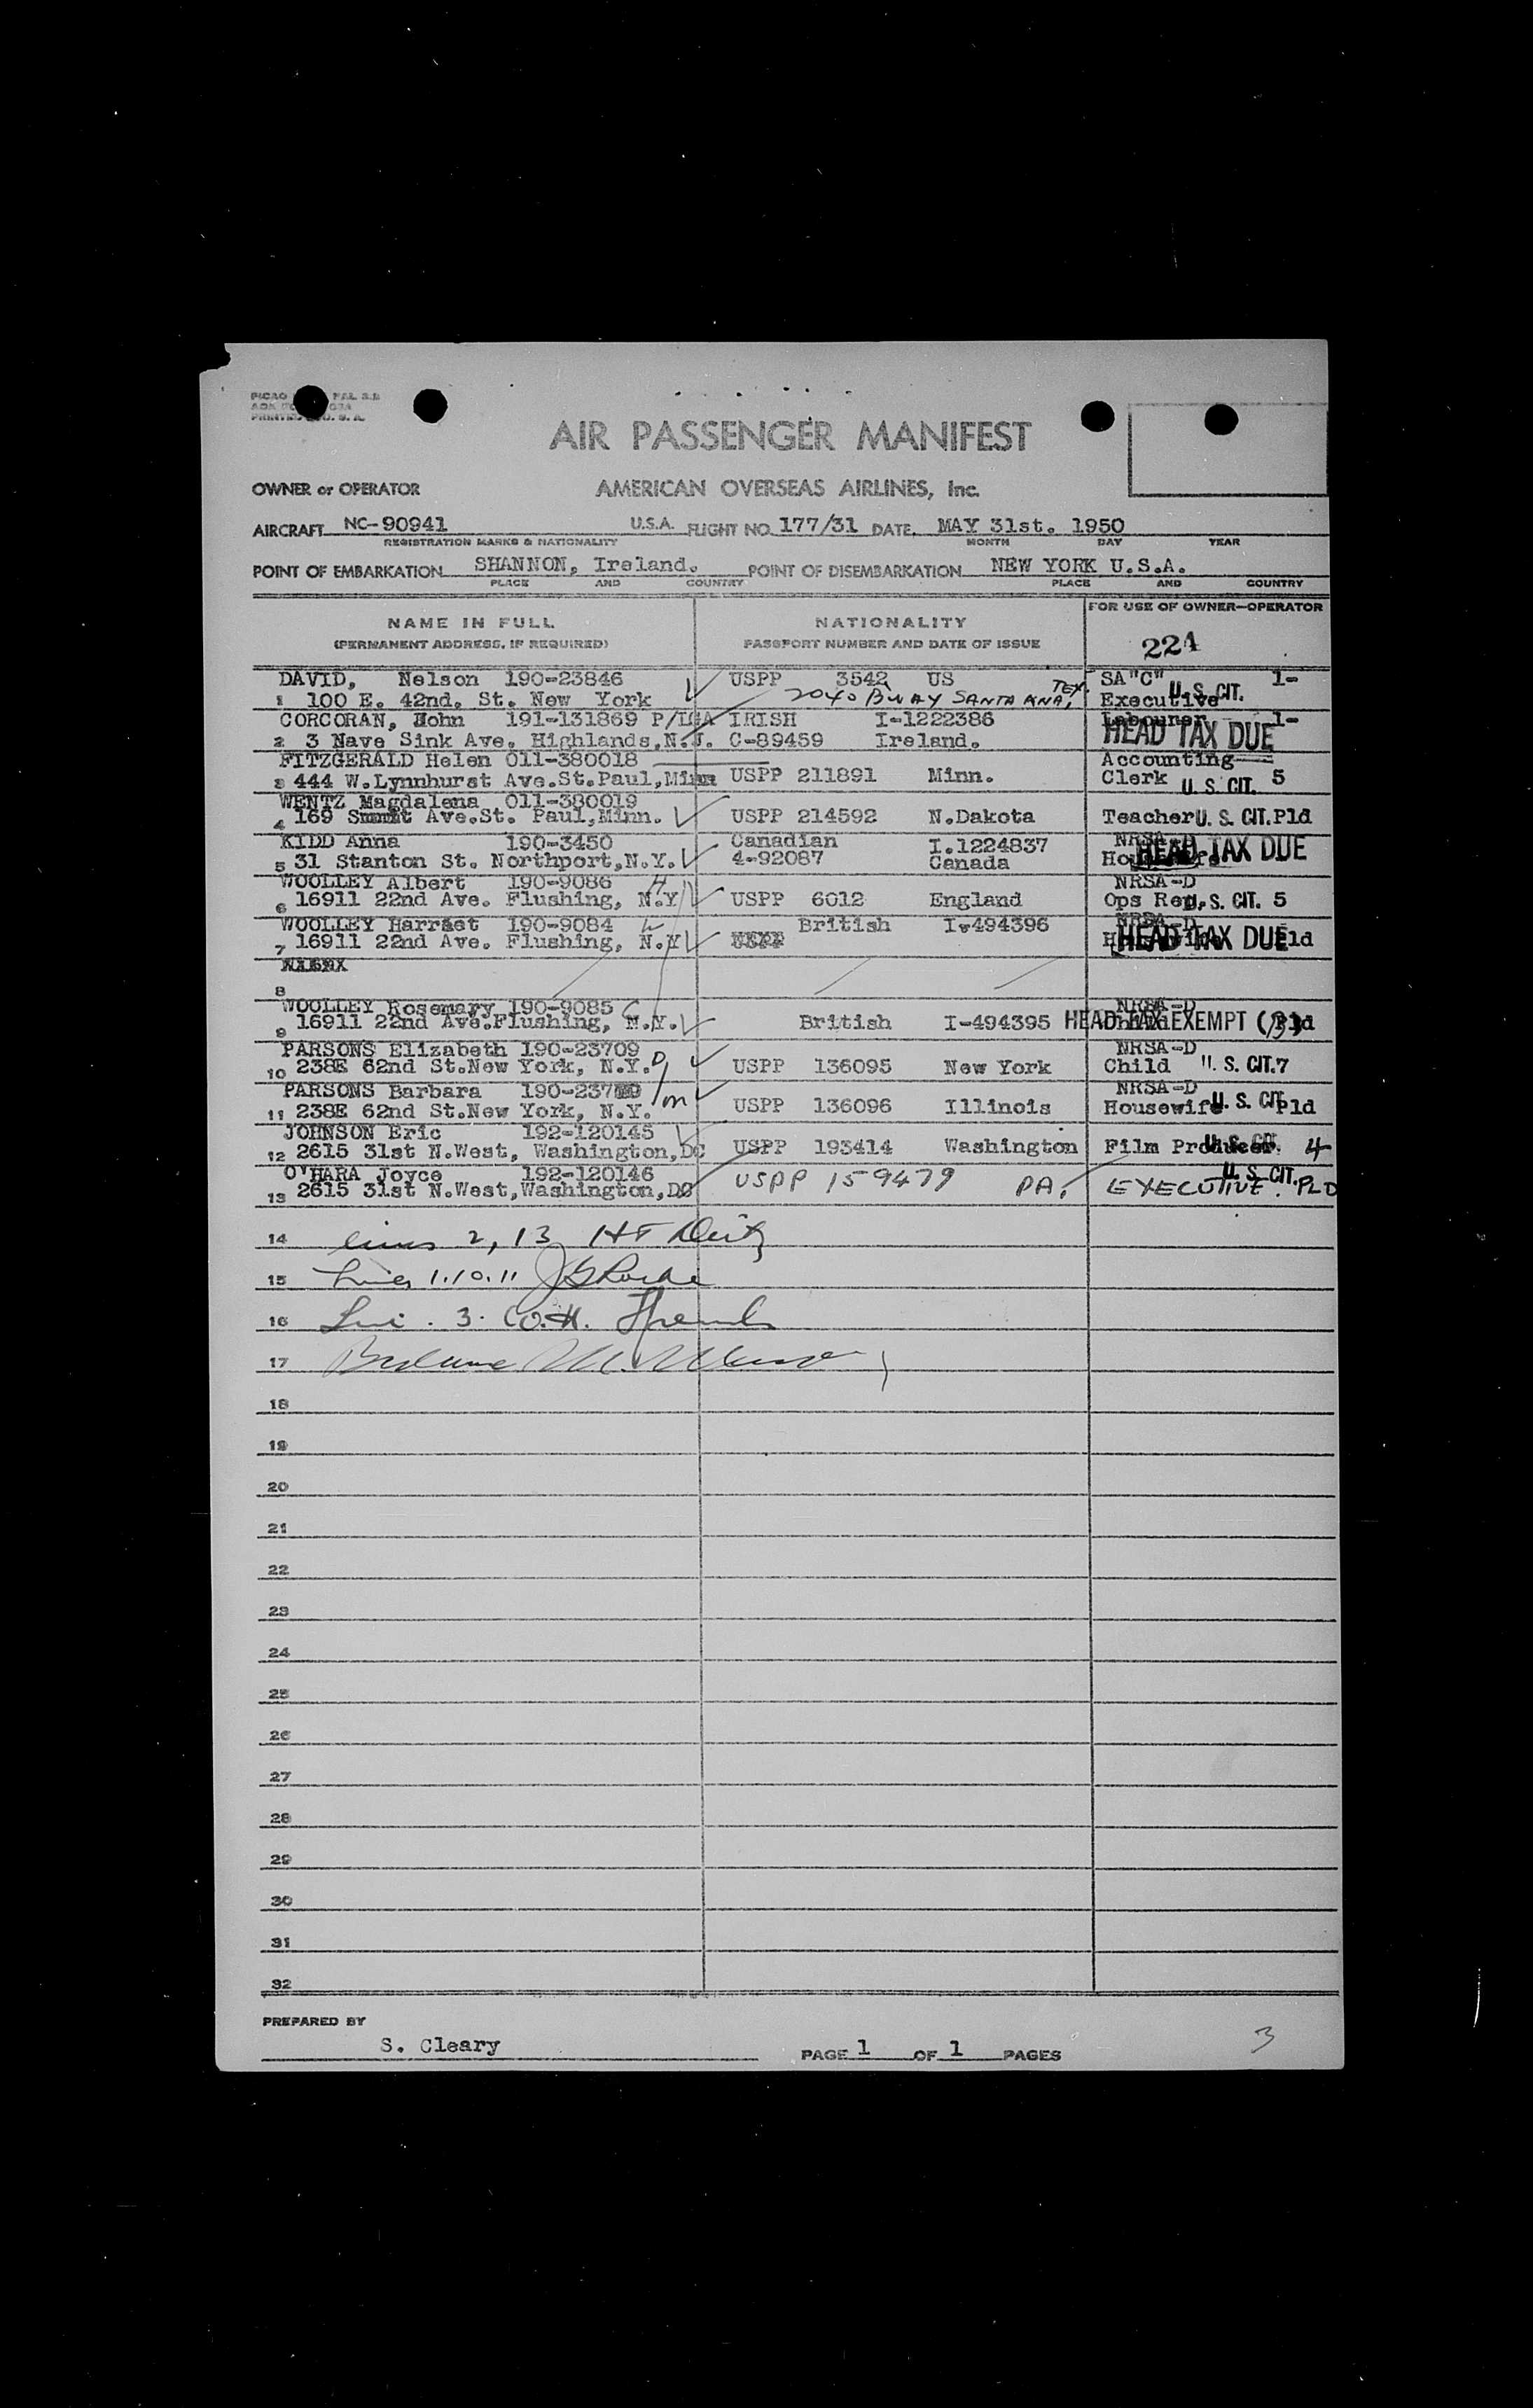 AIR PASSENGER MANIFEST
OWNER or OPERATOR AMERICAN OVERSEAS AIRLINES, Inc.
AIRCRAFT NC-90941 U.S.A. FLIGHT NO. 177/31 DATE. MAY 31st. 1950
REGISTRATION MARKS & NATIONALITY MONTH DAY YEAR
POINT OF EMBARKATION SHANNON, Ireland. POINT OF DISEMBARKATION NEW YORK U.S.A.
PLACE AND COUNTRY PLACE AND COUNTRY
FOR USE OF OWNER—OPERATOR
NAME IN FULL NATIONALITY
(PERMANENT ADDRESS, IF REQUIRED) PASSPORT NUMBER AND DATE OF ISSUE 221
DAVID, Nelson 190-23846 USPP 3542 US SA"C" 1-
1 100 E. 42nd. St. New York 2040 BWAY SANTA ANA, TEX. Executive U.S. CIT.
CORCORAN, John 191-131869 P/LGA IRISH I-1222386 Labourer 1-
2 3 Nave Sink Ave. Highlands,N.J. C-89459 Ireland. HEAD TAX DUE
FITZGERALD Helen 011-380018 Accounting
3 444 W.Lynnhurst Ave.St.Paul,Minn USPP 211891 Minn. Clerk U. S. CIT. 5
WENTZ Magdalena 011-380019
4 169 Summit Ave.St. Paul,Minn. USPP 214592 N.Dakota Teacher U. S. CIT. Pld
KIDD Anna 190-3450 Canadian I.1224837 NRSA-D
5 31 Stanton St. Northport,N.Y. 4-92087 Canada Housewife HEAD TAX DUE
WOOLLEY Albert 190-9086 H NRSA-D
6 16911 22nd Ave. Flushing, N.Y USPP 6012 England Ops Rep. U. S. CIT. 5
WOOLLEY Harriet 190-9084 W British I-494396 NRSA-D
7 16911 22nd Ave. Flushing, N.Y USPP Housewife HEAD TAX DUE Pld
8
WOOLLEY Rosemary 190-9085 C NRSA-D
9 16911 22nd Ave.Flushing, N.Y. British I-494395 Child HEAD TAX EXEMPT (B) Pld
PARSONS Elizabeth 190-23709 NRSA-D
10 238E 62nd St.New York, N.Y. D USPP 136095 New York Child U. S. CIT. 7
PARSONS Barbara NRSA-D
11 238E 62nd St.New York, N.Y. m USPP 136096 Illinois Housewife U. S. CIT. Pld
JOHNSON Eric 192-120145
12 2615 31st N.West, Washington,DC USPP 193414 Washington Film Producer U. S. CIT. 4
O'HARA Joyce 192-120146 U. S. CIT.
13 2615 31st N.West,Washington,DC USPP 159479 PA. EXECUTIVE. PLD
14 lines 2, 13
15 Lines 1.10.11
16 3.
17
18
19
20
21
22
23
24
25
26
27
28
29
30
31
32
PREPARED BY
S. Cleary PAGE 1 OF 1 PAGES 3